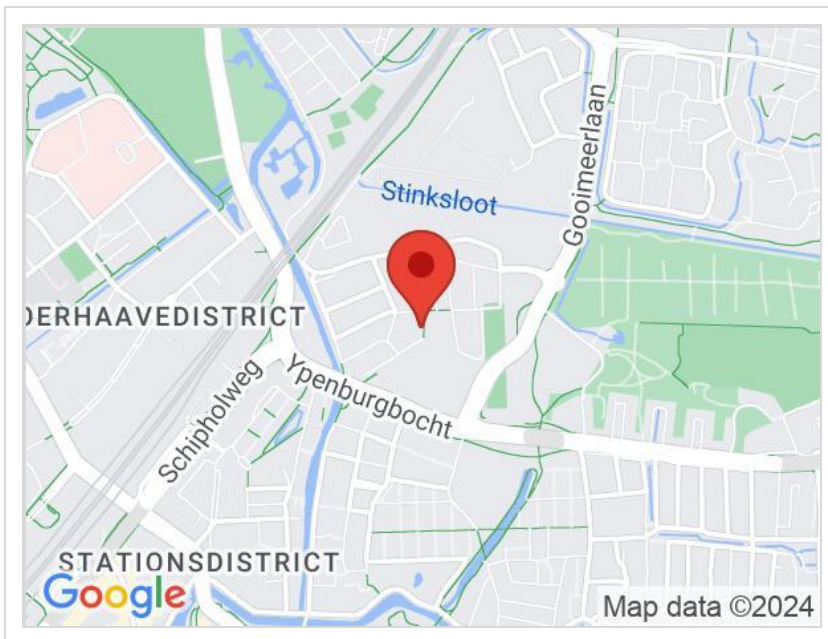 Stinksloot
Gooimeerlaan
DERHAAVEDISTRICT
Ypenburgbocht
Schipholweg
STATIONSDISTRICT
Google
Map data ©2024